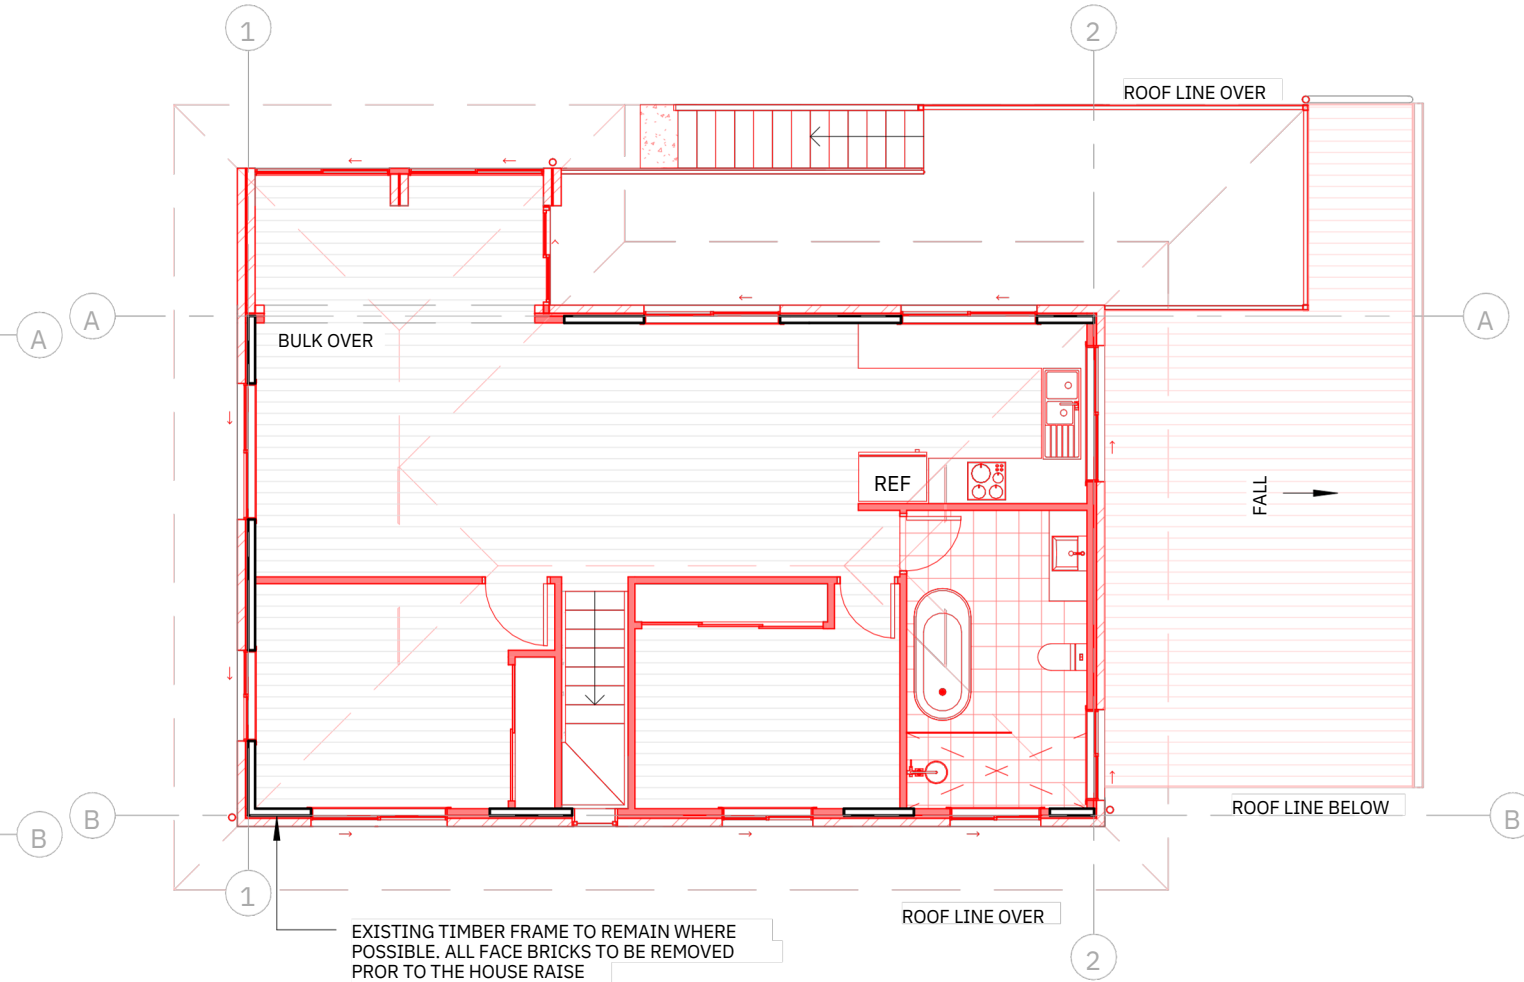 1
2
ROOF LINE OVER
A
A
A
BULK OVER
REF
FALL
B
B
B
ROOF LINE BELOW
1
2
ROOF LINE OVER
EXISTING TIMBER FRAME TO REMAIN WHERE
POSSIBLE. ALL FACE BRICKS TO BE REMOVED
PROR TO THE HOUSE RAISE